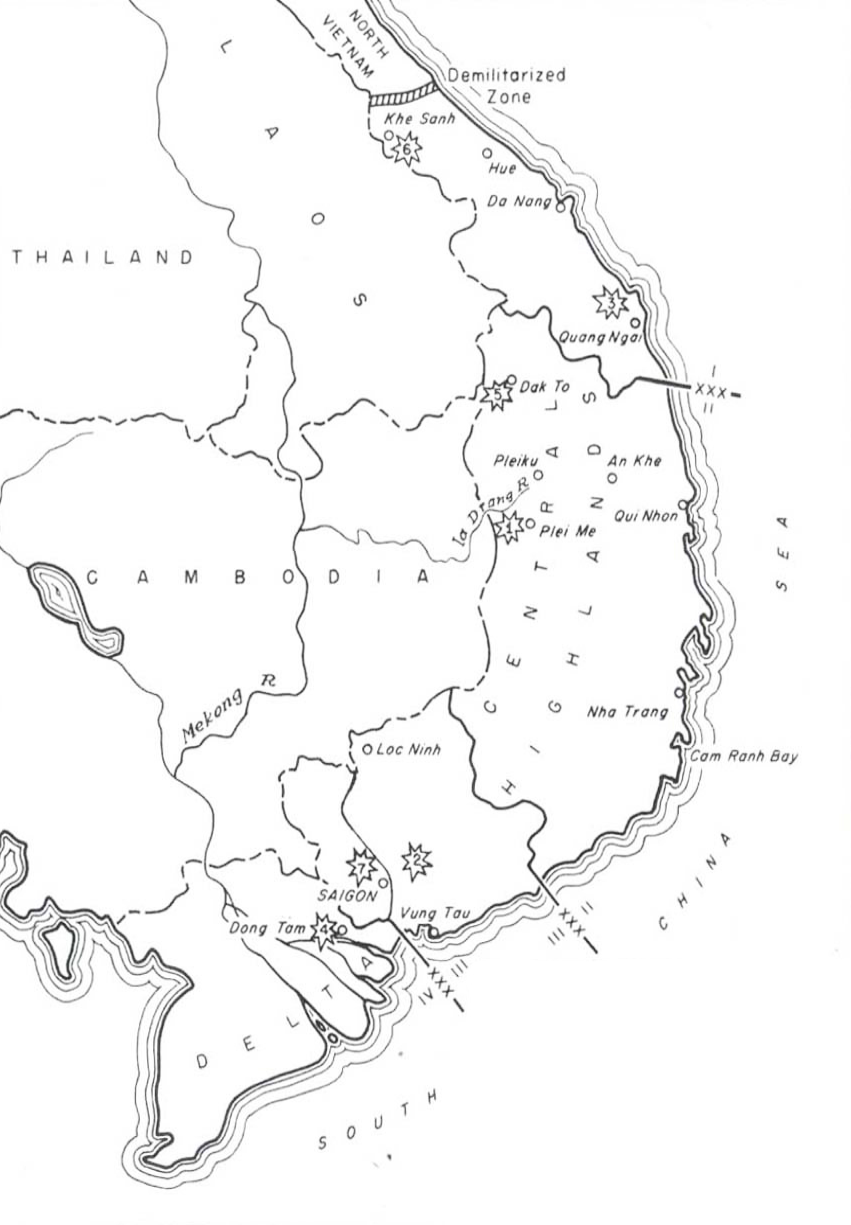 NORTH
VIETNAM
LAOS
Demilitarized
Zone
Khe Sanh
6
Hue
Da Nang
THAILAND
3
Quang Ngai
I
XXX
II
5
Dak To
Pleiku
An Khe
Ia Drang R
Qui Nhon
1
Plei Me
CENTRAL
HIGHLANDS
CAMBODIA
Mekong R
Nha Trang
Loc Ninh
Cam Ranh Bay
7
2
SAIGON
Vung Tau
Dong Tam
4
II
XXX
III
III
XXX
IV
DELTA
SOUTH
CHINA
SEA